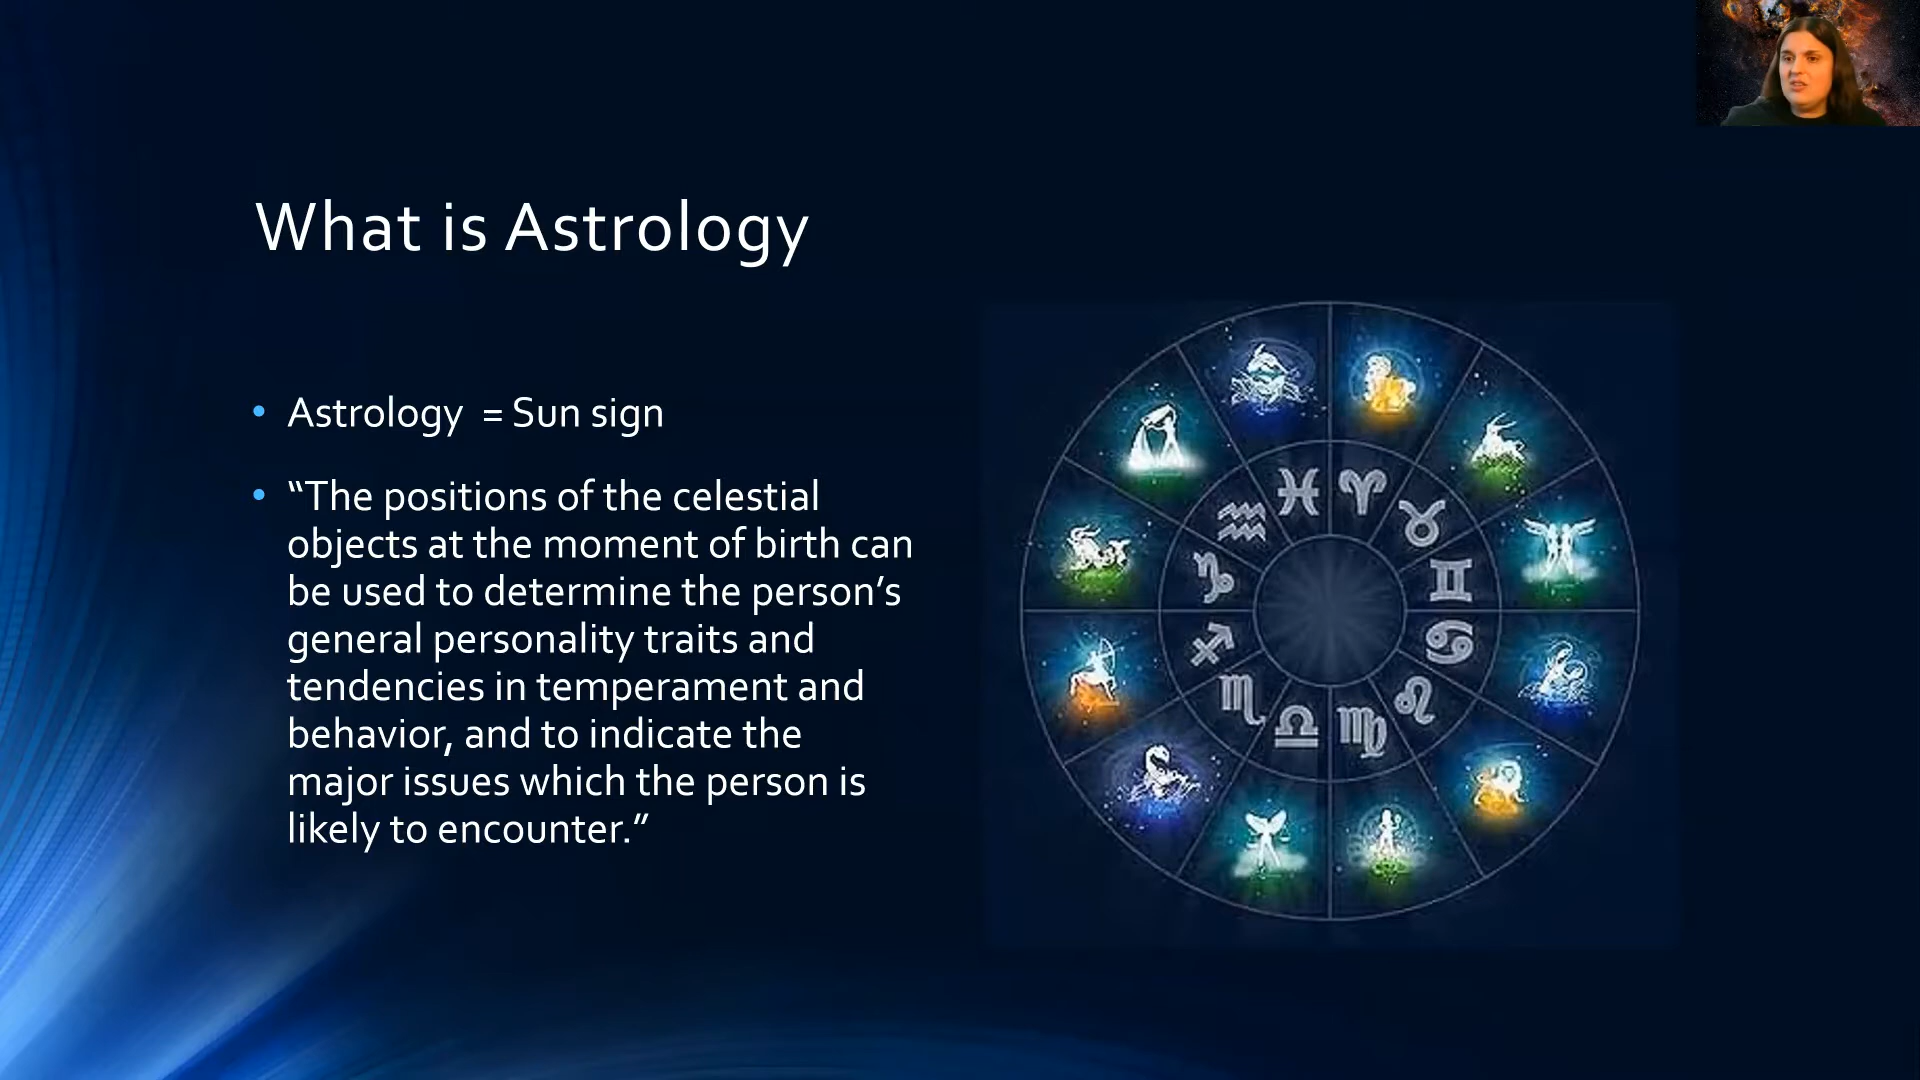 What is Astrology
• Astrology = Sun sign
• “The positions of the celestial
objects at the moment of birth can
be used to determine the person’s
general personality traits and
tendencies in temperament and
behavior, and to indicate the
major issues which the person is
likely to encounter.”
♓ ♈
♒ ♉
♑ ♊
♐ ♋
♏ ♌
♎ ♍